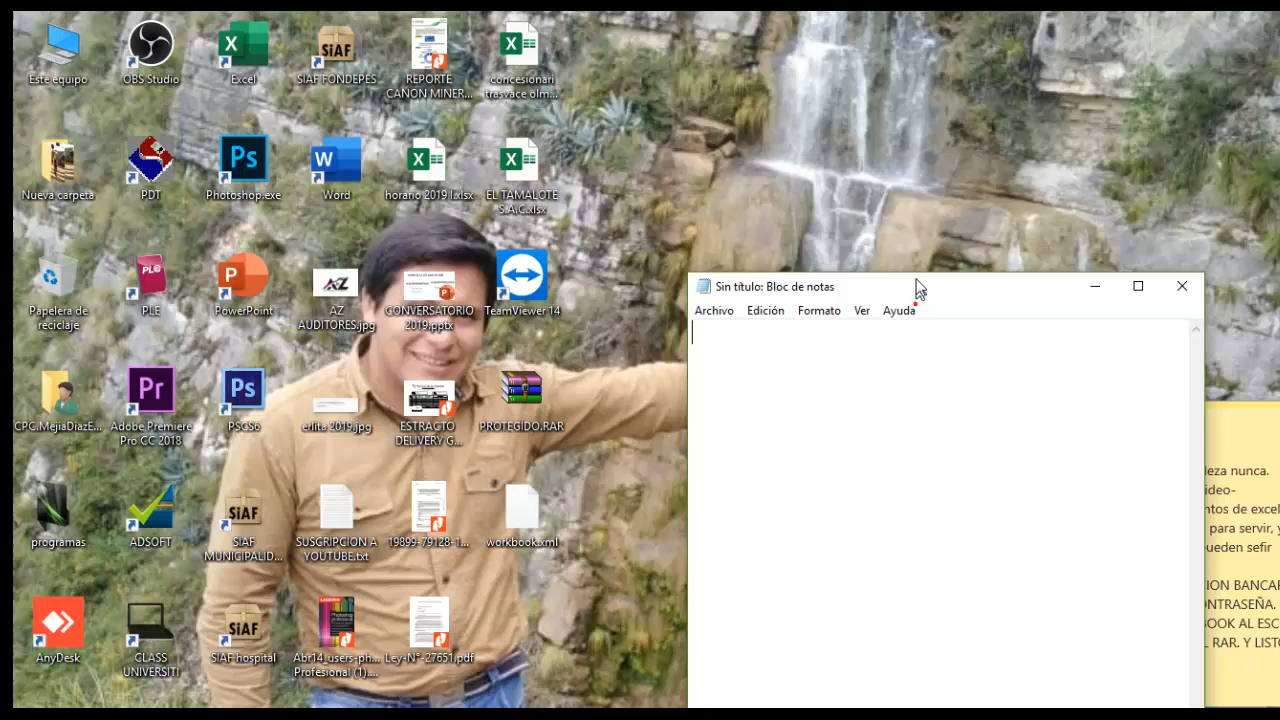 Este equipo
OBS Studio
Excel
SIAF FONDEPES
REPORTE
CAÑON MINER...
concesionari
trasvace olm...
Nueva carpeta
PDT
Photoshop.exe
Word
horario 2019 I.xlsx
EL TAMALOTE
S.A.C.xlsx
Papelera de
reciclaje
PLE
PowerPoint
AZ
AUDITORES.jpg
CONVERSATORIO
2019.pptx
TeamViewer 14
CPC.MejiaDiazE...
Adobe Premiere
Pro CC 2018
PSCS6
erlita 2019.jpg
ESTRACTO
DELIVERY G...
PROTEGIDO.RAR
programas
ADSOFT
SIAF
MUNICIPALID...
SUSCRIPCION A
YOUTUBE.txt
19899-79128-1...
workbook.xml
AnyDesk
CLASS
UNIVERSITI
SIAF hospital
Abr14_users-ph...
Profesional (1)....
Ley-N°-27651.pdf
Sin título: Bloc de notas
Archivo Edición Formato Ver Ayuda
leza nunca.
ideo-
ntos de excel
para servir, y
ueden sefir
ION BANCAR
ONTRASEÑA.
BOOK AL ESC
L RAR. Y LISTO